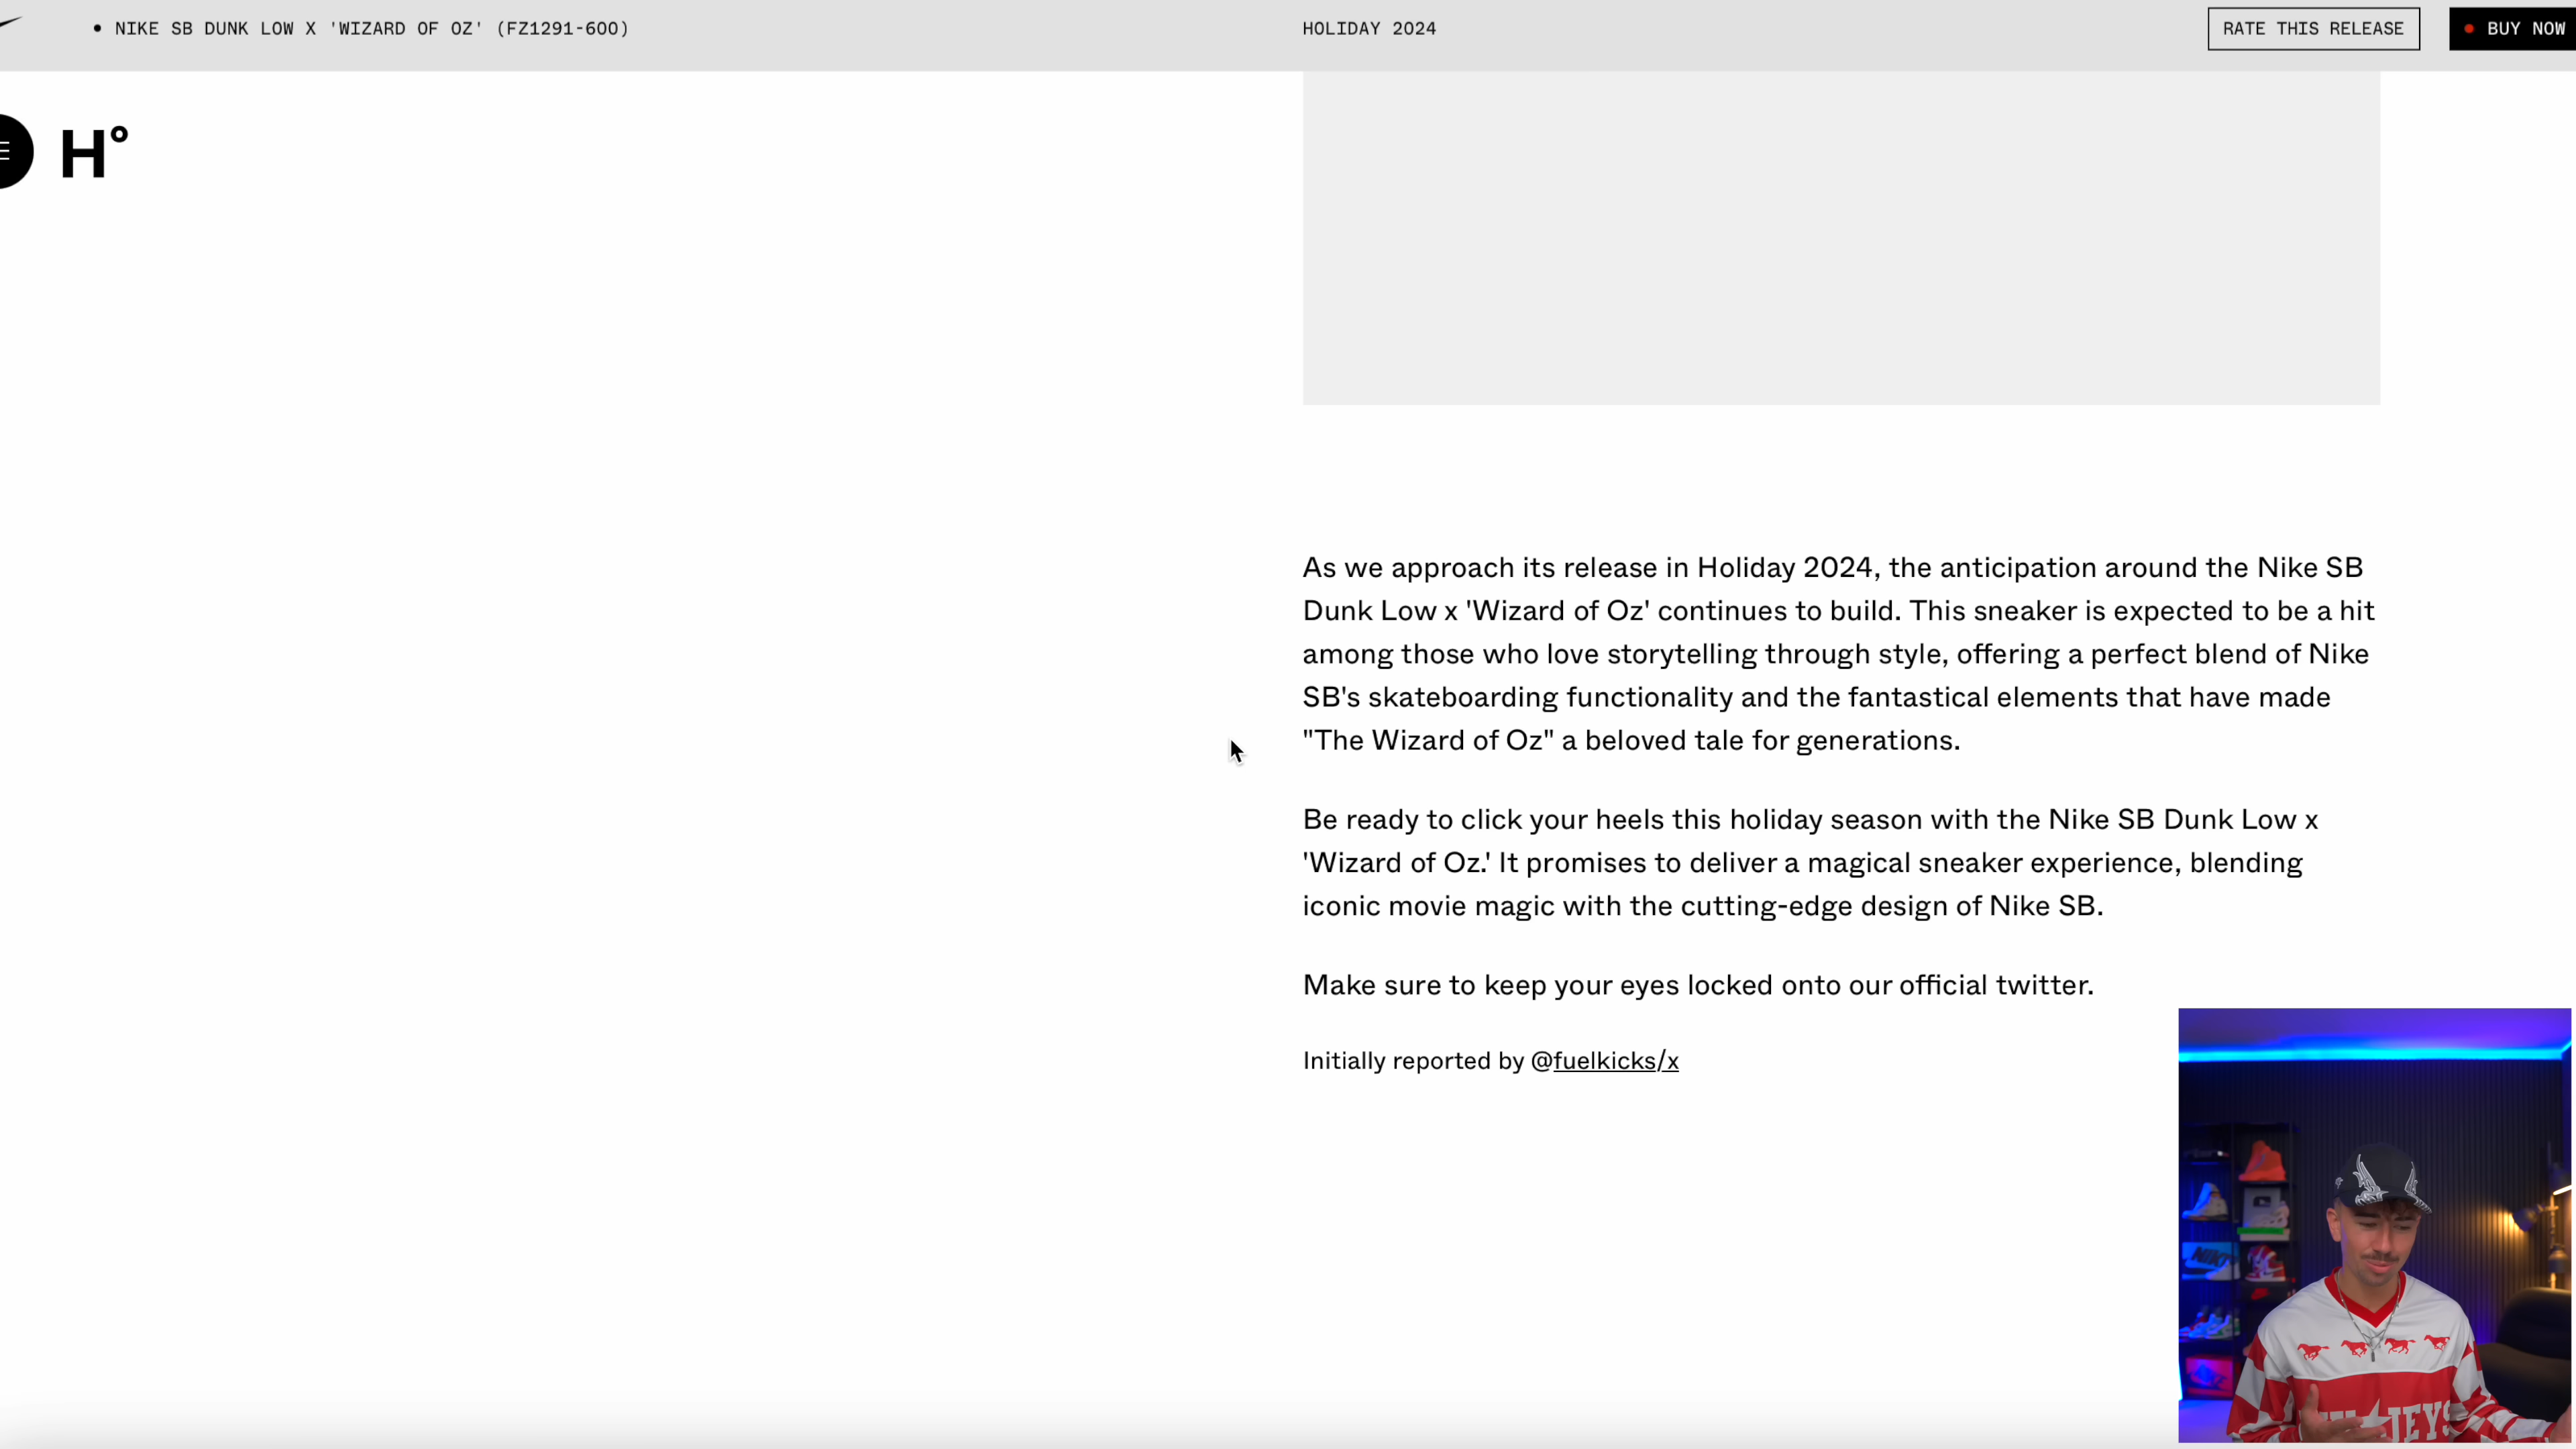 NIKE SB DUNK LOW X 'WIZARD OF OZ' (FZ1291-600)
HOLIDAY 2024
RATE THIS RELEASE
BUY NOW
H°
As we approach its release in Holiday 2024, the anticipation around the Nike SB
Dunk Low x 'Wizard of Oz' continues to build. This sneaker is expected to be a hit
among those who love storytelling through style, offering a perfect blend of Nike
SB's skateboarding functionality and the fantastical elements that have made
"The Wizard of Oz" a beloved tale for generations.
Be ready to click your heels this holiday season with the Nike SB Dunk Low x
'Wizard of Oz.' It promises to deliver a magical sneaker experience, blending
iconic movie magic with the cutting-edge design of Nike SB.
Make sure to keep your eyes locked onto our official twitter.
Initially reported by @fuelkicks/x
NIKE